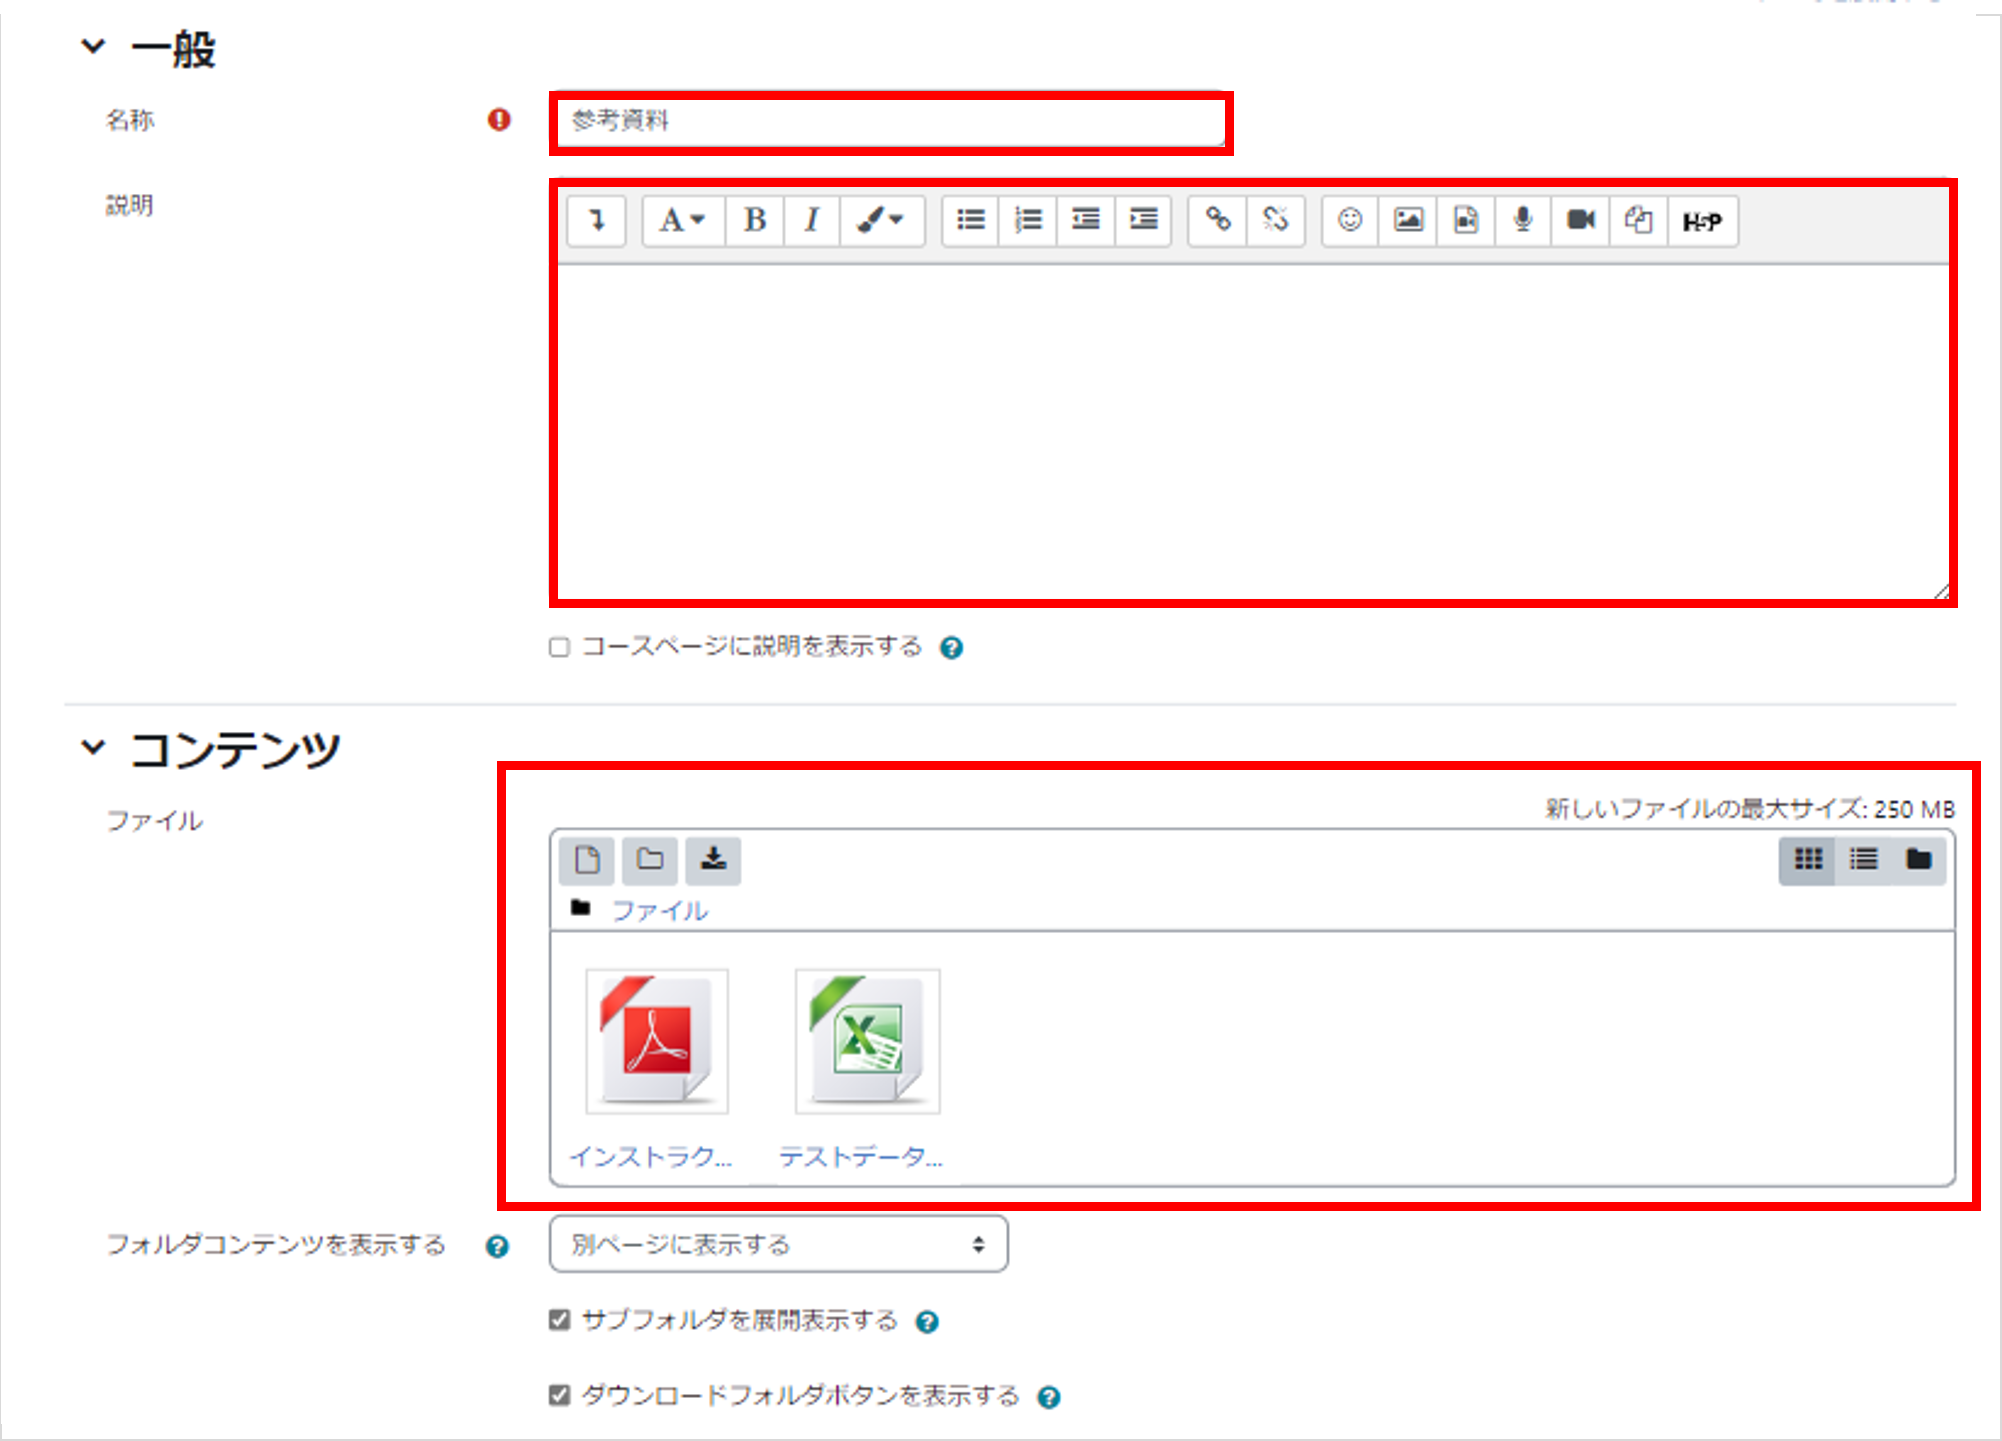 一般
名称
参考資料
説明
A B I H5P
コースページに説明を表示する
コンテンツ
ファイル
新しいファイルの最大サイズ: 250 MB
ファイル
インストラク... テストデータ...
フォルダコンテンツを表示する
別ページに表示する
サブフォルダを展開表示する
ダウンロードフォルダボタンを表示する